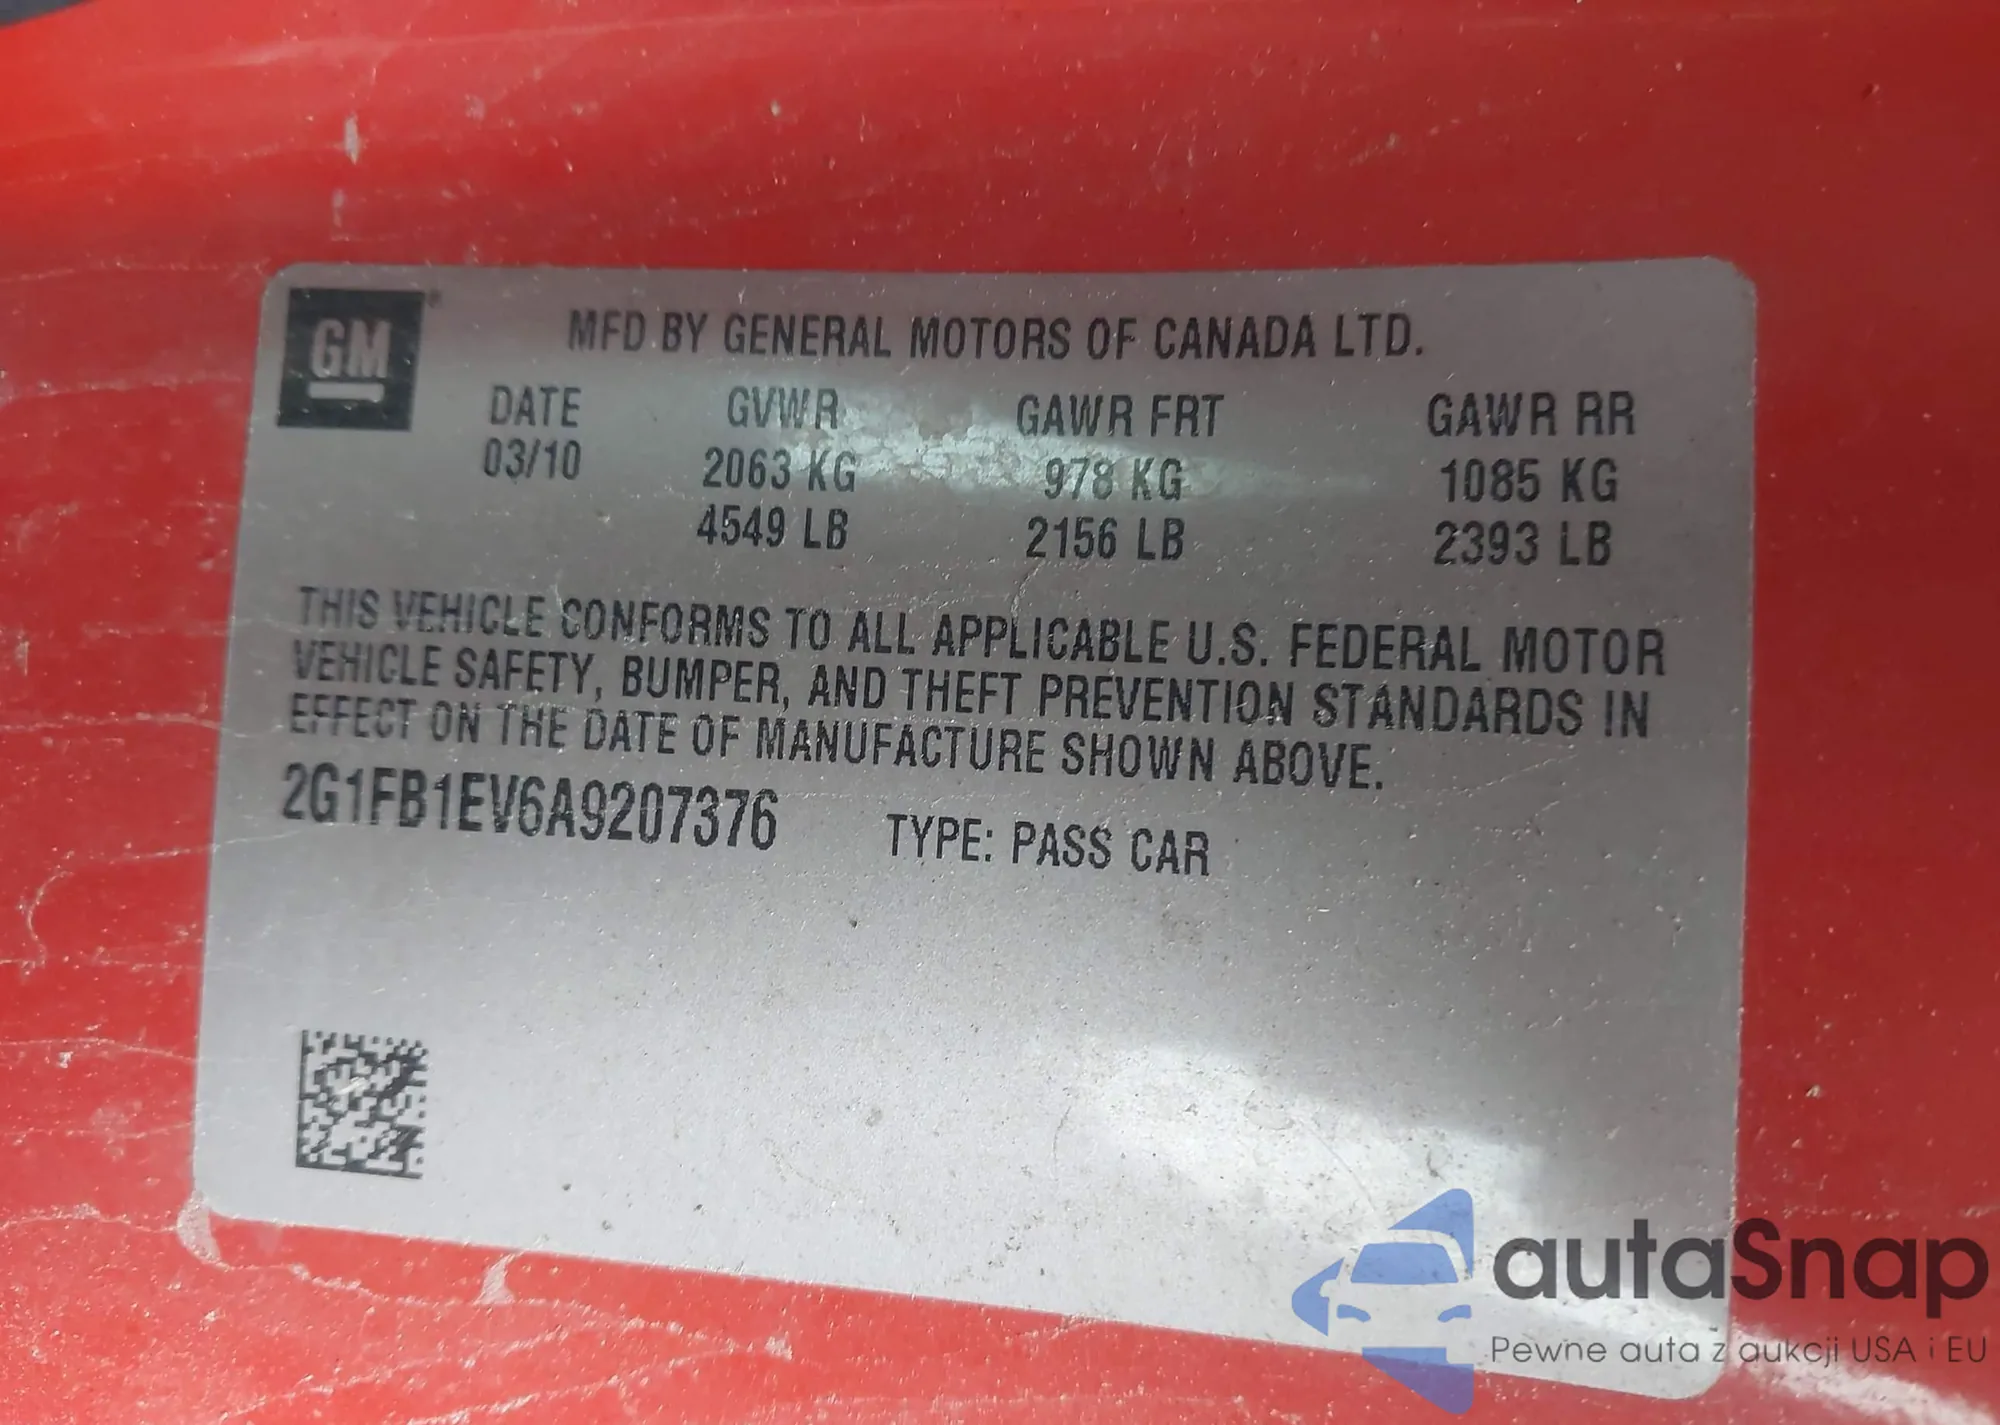 GM
MFD BY GENERAL MOTORS OF CANADA LTD.
DATE GVWR GAWR FRT GAWR RR
03/10 2063 KG 978 KG 1085 KG
4549 LB 2156 LB 2393 LB
THIS VEHICLE CONFORMS TO ALL APPLICABLE U.S. FEDERAL MOTOR
VEHICLE SAFETY, BUMPER, AND THEFT PREVENTION STANDARDS IN
EFFECT ON THE DATE OF MANUFACTURE SHOWN ABOVE.
2G1FB1EV6A9207376 TYPE: PASS CAR
autaSnap
Pewne auta z aukcji USA i EU